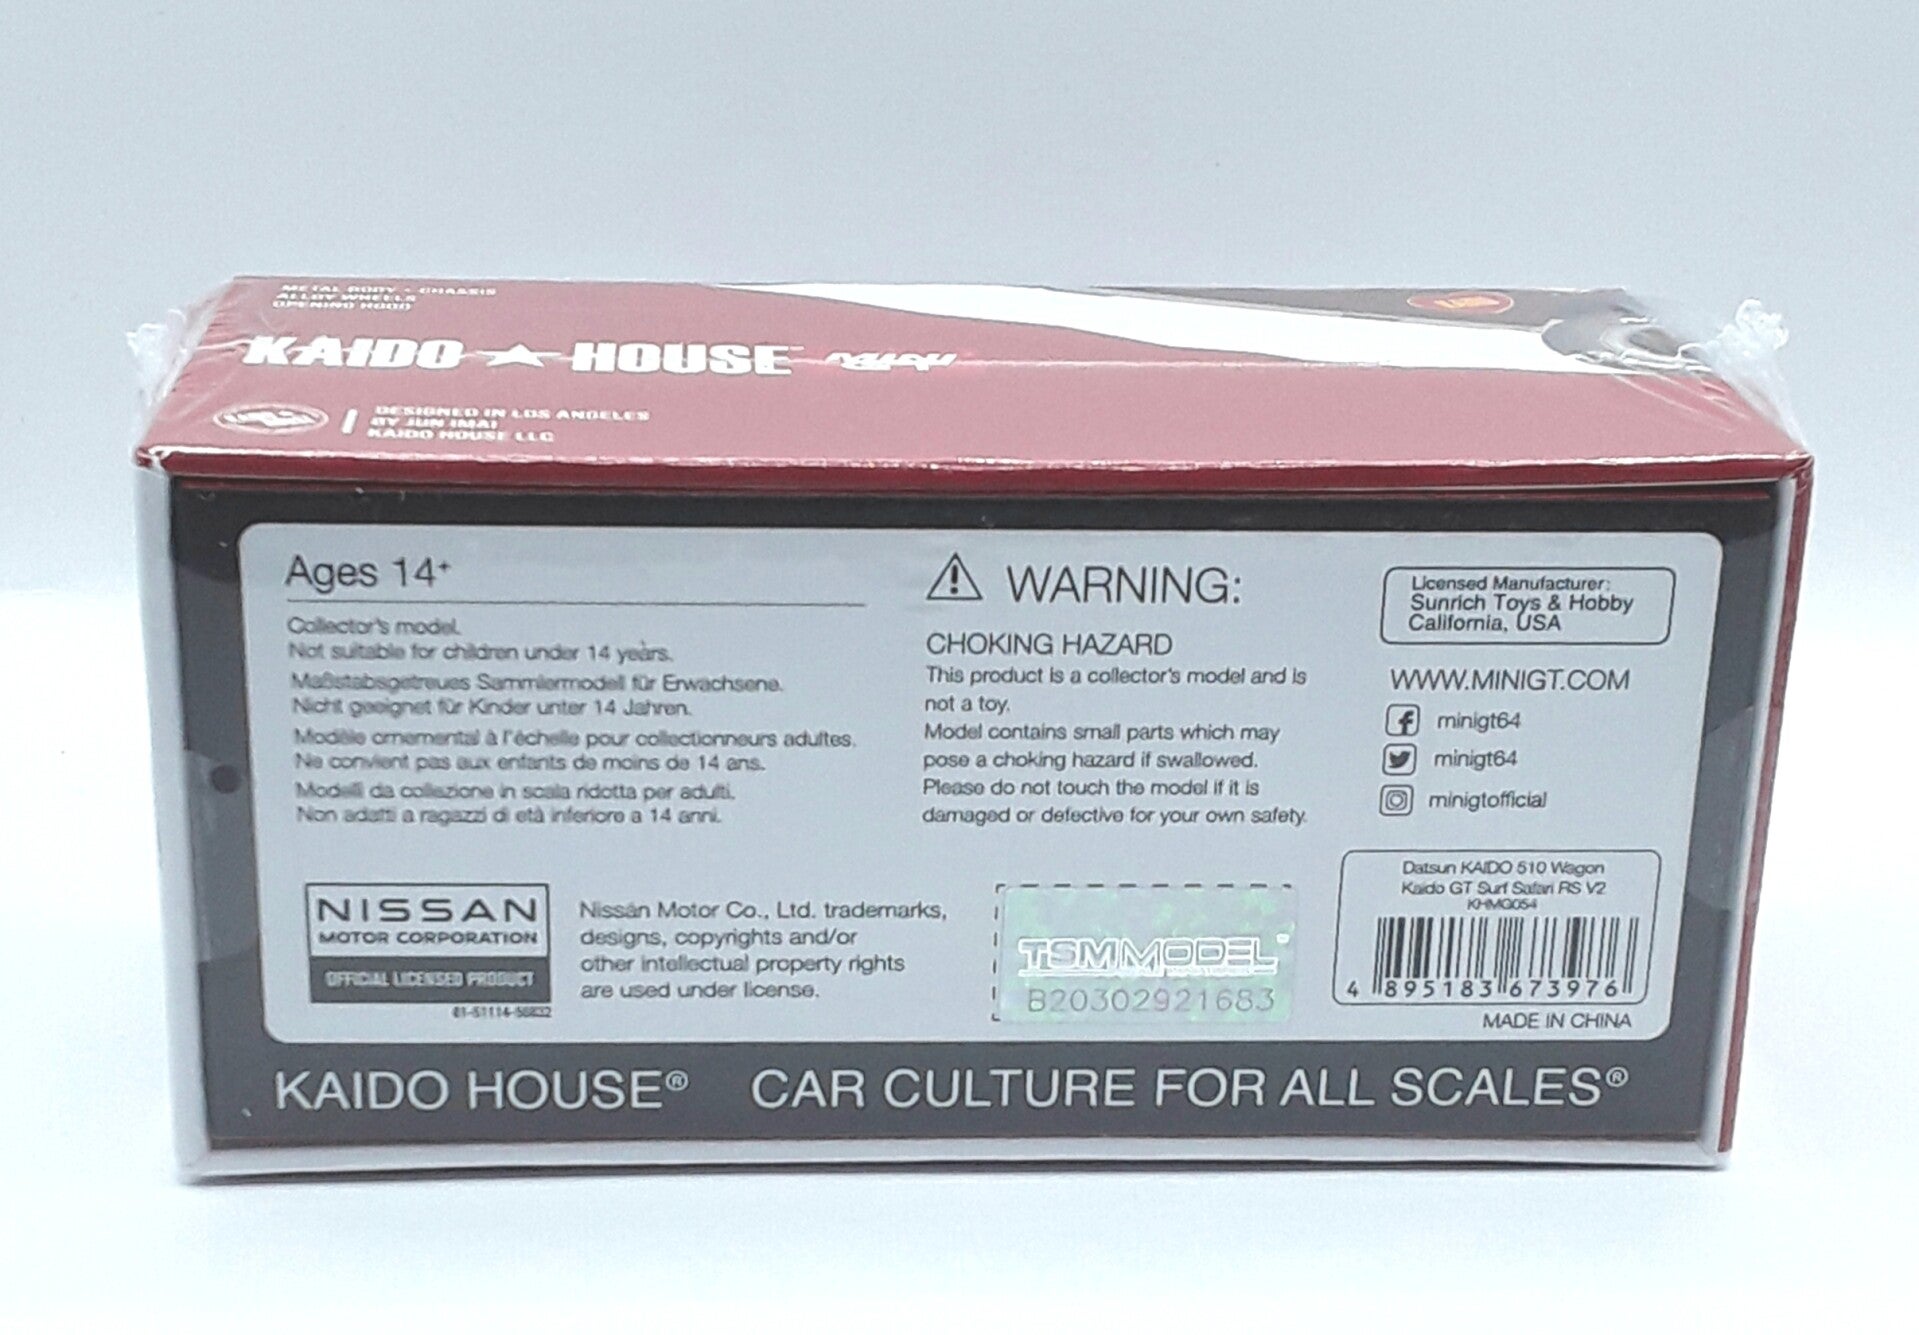 METAL BODY + CHASSIS
ALLOY WHEELS
OPENING HOOD
KAIDO ★ HOUSE
DESIGNED IN LOS ANGELES
BY JUN IMAI
KAIDO HOUSE LLC
Ages 14+
Collector's model.
Not suitable for children under 14 years.
Maßstabsgetreues Sammlermodell für Erwachsene.
Nicht geeignet für Kinder unter 14 Jahren.
Modèle ornemental à l'échelle pour collectionneurs adultes.
Ne convient pas aux enfants de moins de 14 ans.
Modelli da collezione in scala ridotta per adulti.
Non adatti a ragazzi di età inferiore a 14 anni.
NISSAN
MOTOR CORPORATION
OFFICIAL LICENSED PRODUCT
Nissan Motor Co., Ltd. trademarks,
designs, copyrights and/or
other intellectual property rights
are used under license.
WARNING:
CHOKING HAZARD
This product is a collector's model and is
not a toy.
Model contains small parts which may
pose a choking hazard if swallowed.
Please do not touch the model if it is
damaged or defective for your own safety.
TSMMODEL
B20302921683
Licensed Manufacturer:
Sunrich Toys & Hobby
California, USA
WWW.MINIGT.COM
minigt64
minigt64
minigtofficial
Datsun KAIDO 510 Wagon
Kaido GT Surf Safari RS V2
KHMG054
4 895183 673976
MADE IN CHINA
KAIDO HOUSE® CAR CULTURE FOR ALL SCALES®